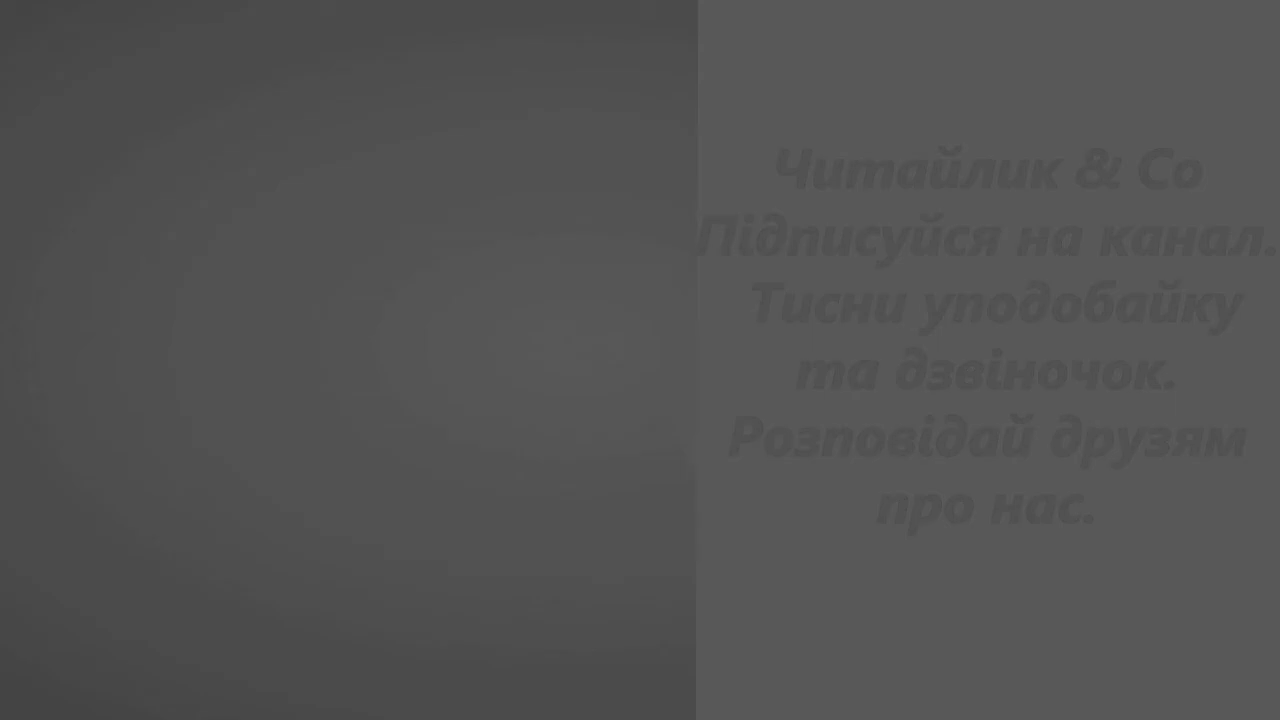 Читайлик & Co
Підписуйся на канал.
Тисни уподобайку
та дзвіночок.
Розповідай друзям
про нас.